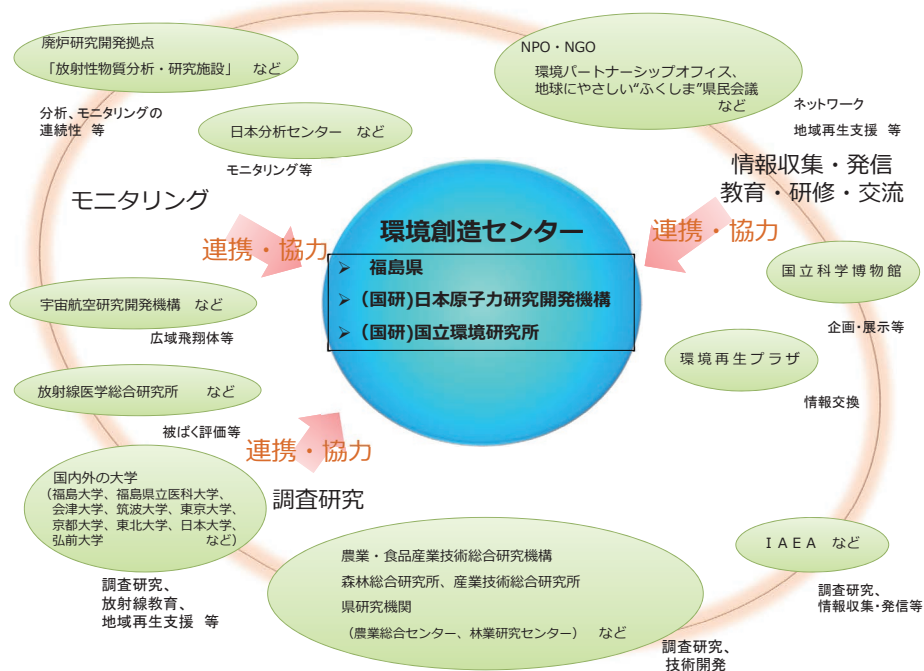 廃炉研究開発拠点
「放射性物質分析・研究施設」 など
分析、モニタリングの
連続性 等
日本分析センター など
モニタリング等
モニタリング
連携・協力
宇宙航空研究開発機構 など
広域飛翔体等
放射線医学総合研究所 など
被ばく評価等
連携・協力
調査研究
国内外の大学
(福島大学、福島県立医科大学、
会津大学、筑波大学、東京大学、
京都大学、東北大学、日本大学、
弘前大学 など)
調査研究、
放射線教育、
地域再生支援 等
環境創造センター
➢ 福島県
➢ (国研)日本原子力研究開発機構
➢ (国研)国立環境研究所
NPO・NGO
環境パートナーシップオフィス、
地球にやさしい“ふくしま”県民会議
など
ネットワーク
地域再生支援 等
情報収集・発信
教育・研修・交流
連携・協力
国立科学博物館
企画・展示等
環境再生プラザ
情報交換
IAEA など
調査研究、
情報収集・発信等
農業・食品産業技術総合研究機構
森林総合研究所、産業技術総合研究所
県研究機関
(農業総合センター、林業研究センター) など
調査研究、
技術開発